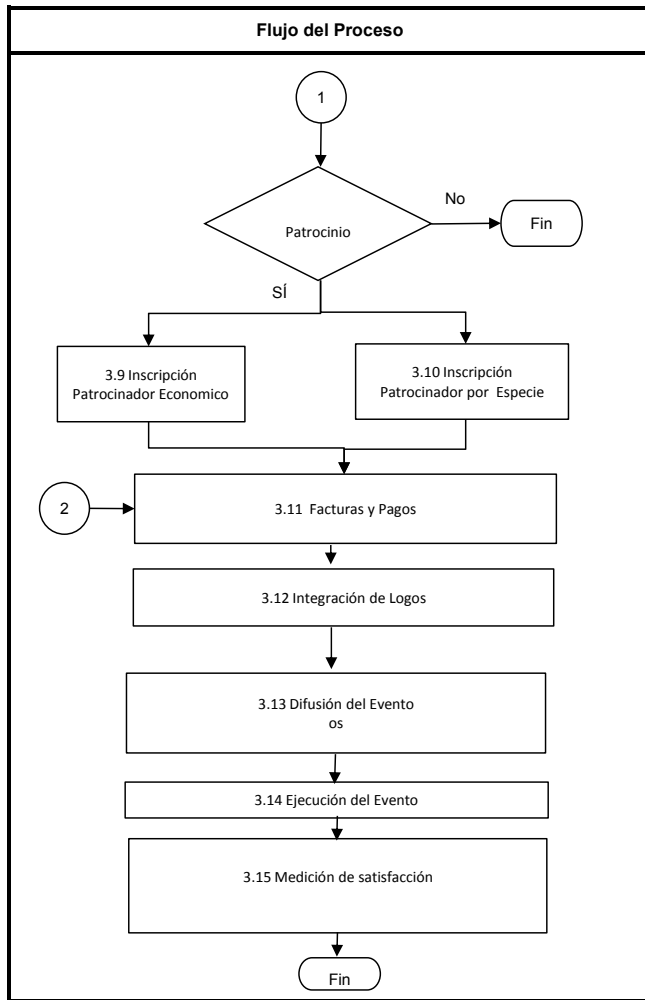 Flujo del Proceso
1
No
Patrocinio
Fin
SÍ
3.9 Inscripción
Patrocinador Economico
3.10 Inscripción
Patrocinador por Especie
2
3.11 Facturas y Pagos
3.12 Integración de Logos
3.13 Difusión del Evento
os
3.14 Ejecución del Evento
3.15 Medición de satisfacción
Fin